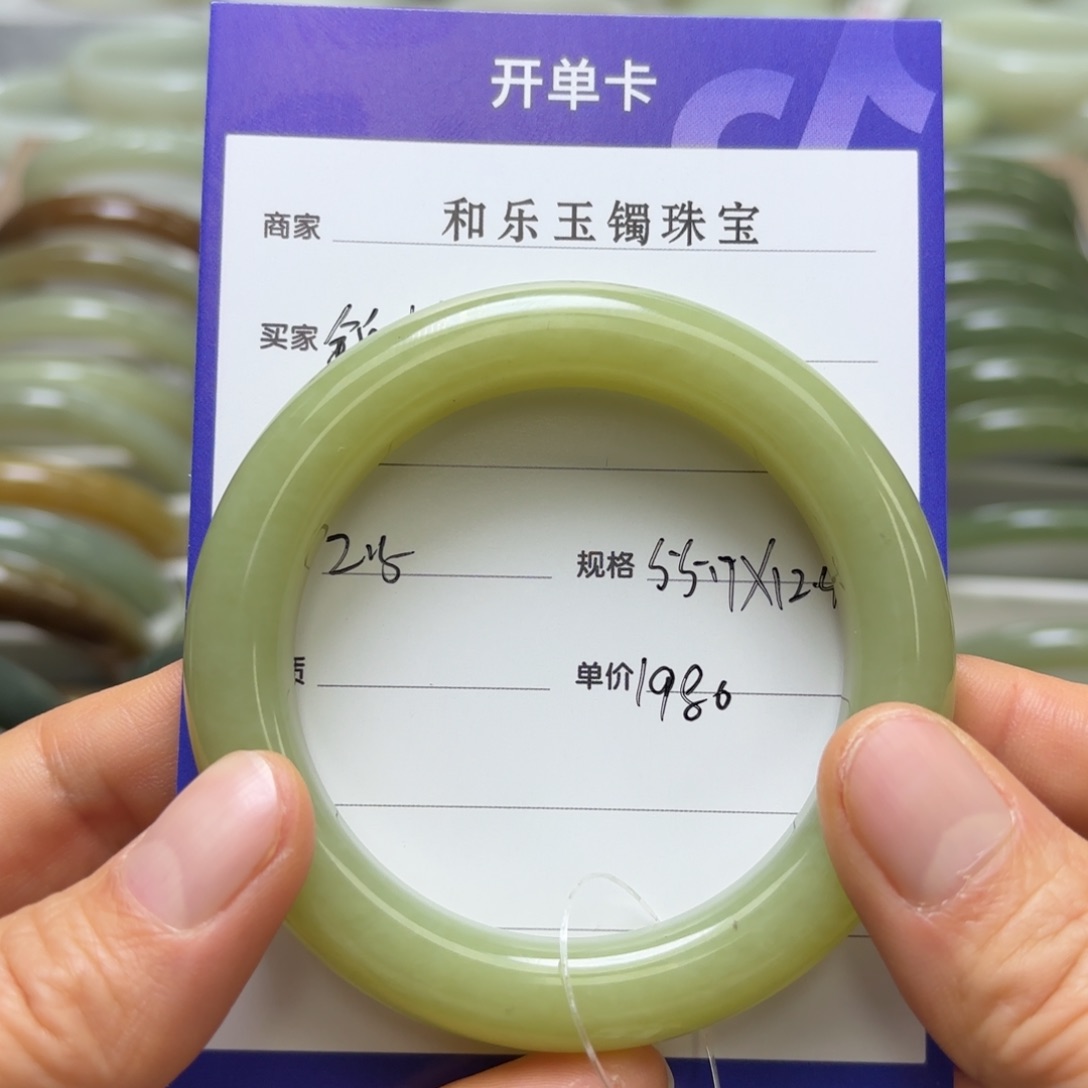 开单卡
商家 和乐玉镯珠宝
买家
规格 55.7X12.4
单价 1980